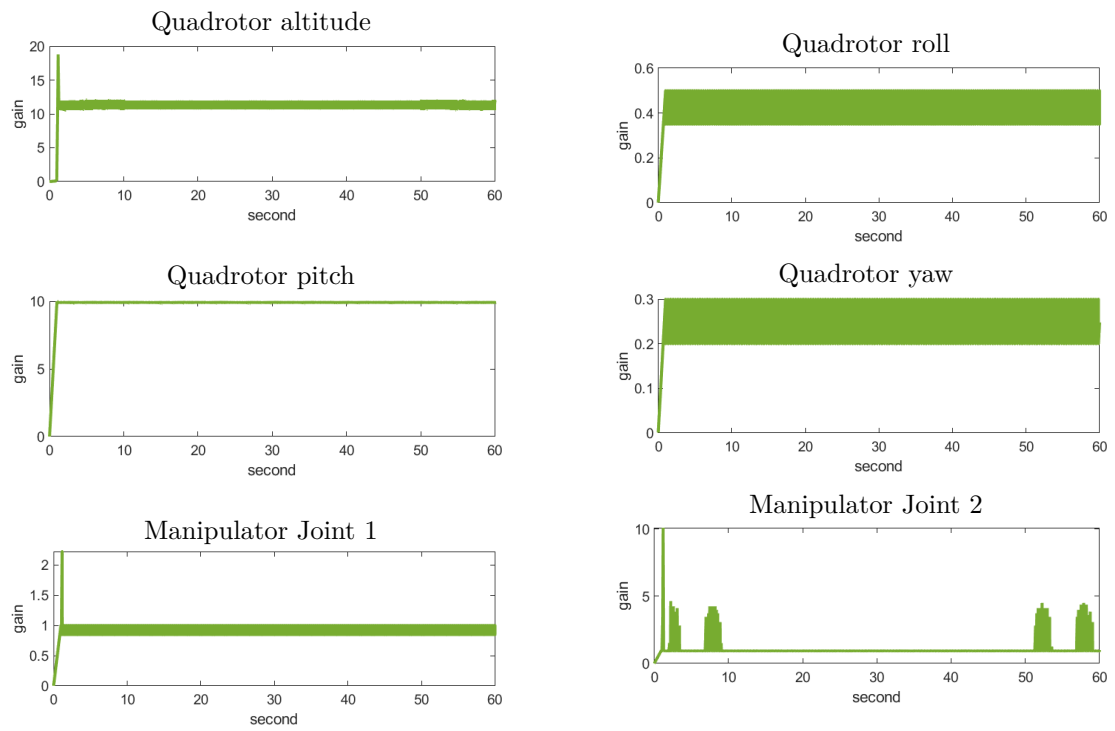 Quadrotor altitude
20
15
10
5
0
gain
0 10 20 30 40 50 60
second
Quadrotor roll
0.6
0.4
0.2
0
gain
0 10 20 30 40 50 60
second
Quadrotor pitch
10
5
0
gain
0 10 20 30 40 50 60
second
Quadrotor yaw
0.3
0.2
0.1
0
gain
0 10 20 30 40 50 60
second
Manipulator Joint 1
2
1.5
1
0.5
0
gain
0 10 20 30 40 50 60
second
Manipulator Joint 2
10
5
0
gain
0 10 20 30 40 50 60
second